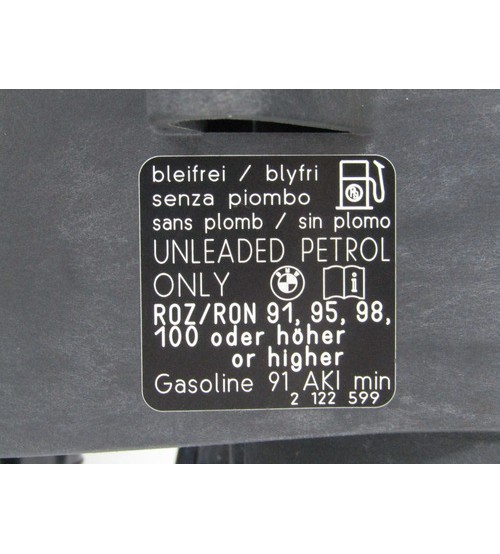 bleifrei / blyfri
senza piombo
sans plomb / sin plomo
UNLEADED PETROL
ONLY
ROZ/RON 91, 95, 98,
100 oder höher
or higher
Gasoline 91 AKI min
2 122 599